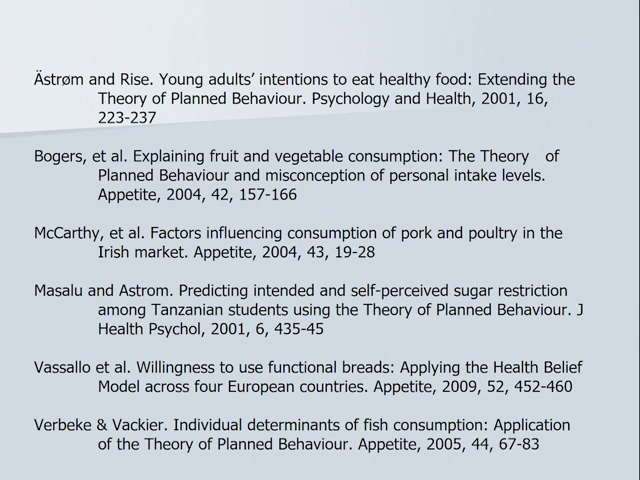 Ästrøm and Rise. Young adults’ intentions to eat healthy food: Extending the
Theory of Planned Behaviour. Psychology and Health, 2001, 16,
223-237
Bogers, et al. Explaining fruit and vegetable consumption: The Theory of
Planned Behaviour and misconception of personal intake levels.
Appetite, 2004, 42, 157-166
McCarthy, et al. Factors influencing consumption of pork and poultry in the
Irish market. Appetite, 2004, 43, 19-28
Masalu and Astrom. Predicting intended and self-perceived sugar restriction
among Tanzanian students using the Theory of Planned Behaviour. J
Health Psychol, 2001, 6, 435-45
Vassallo et al. Willingness to use functional breads: Applying the Health Belief
Model across four European countries. Appetite, 2009, 52, 452-460
Verbeke & Vackier. Individual determinants of fish consumption: Application
of the Theory of Planned Behaviour. Appetite, 2005, 44, 67-83